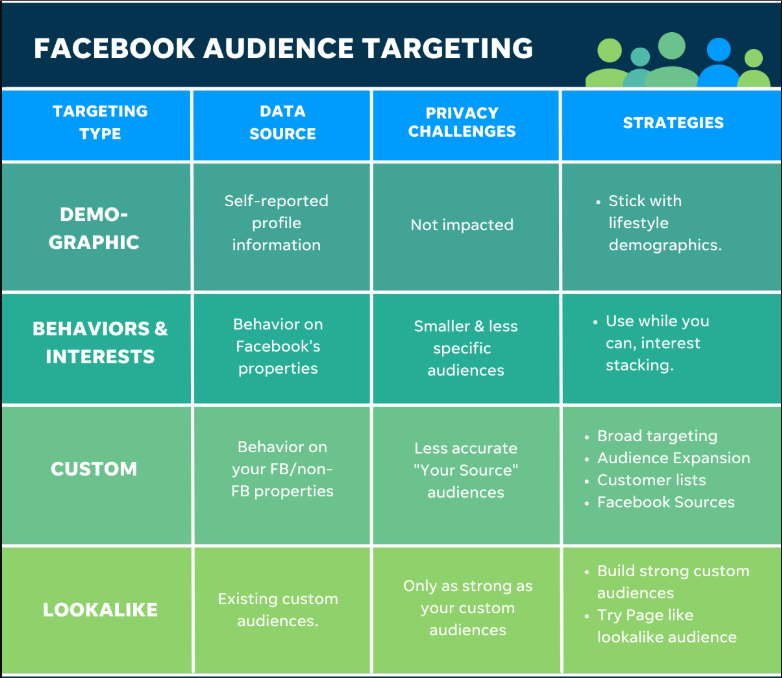 FACEBOOK AUDIENCE TARGETING
TARGETING
TYPE
DATA
SOURCE
PRIVACY
CHALLENGES
STRATEGIES
DEMO-
GRAPHIC
Self-reported
profile
information
Not impacted
• Stick with
lifestyle
demographics.
BEHAVIORS &
INTERESTS
Behavior on
Facebook's
properties
Smaller & less
specific
audiences
• Use while you
can, interest
stacking.
CUSTOM
Behavior on
your FB/non-
FB properties
Less accurate
"Your Source"
audiences
• Broad targeting
• Audience Expansion
• Customer lists
• Facebook Sources
LOOKALIKE
Existing custom
audiences.
Only as strong as
your custom
audiences
• Build strong custom
audiences
• Try Page like
lookalike audience